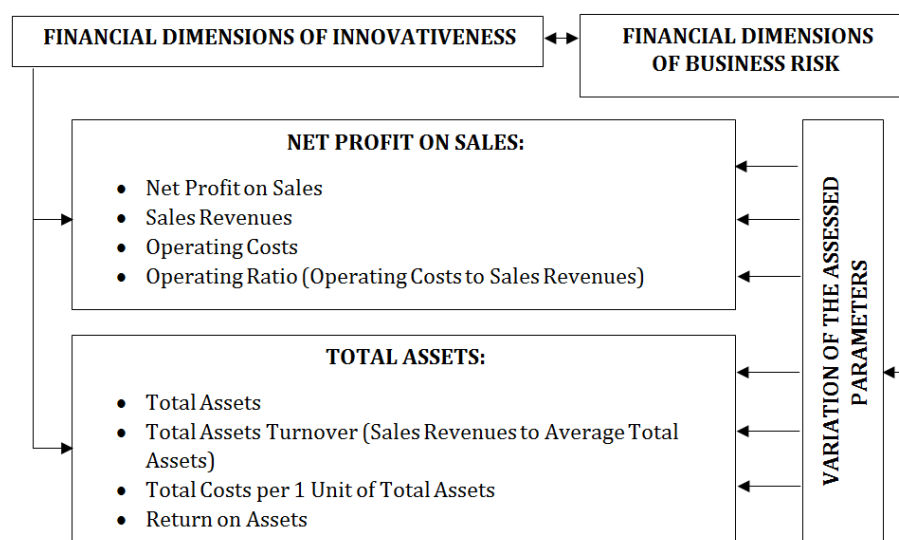 FINANCIAL DIMENSIONS OF INNOVATIVENESS
FINANCIAL DIMENSIONS
OF BUSINESS RISK
NET PROFIT ON SALES:
• Net Profit on Sales
• Sales Revenues
• Operating Costs
• Operating Ratio (Operating Costs to Sales Revenues)
TOTAL ASSETS:
• Total Assets
• Total Assets Turnover (Sales Revenues to Average Total
Assets)
• Total Costs per 1 Unit of Total Assets
• Return on Assets
VARIATION OF THE ASSESSED
PARAMETERS